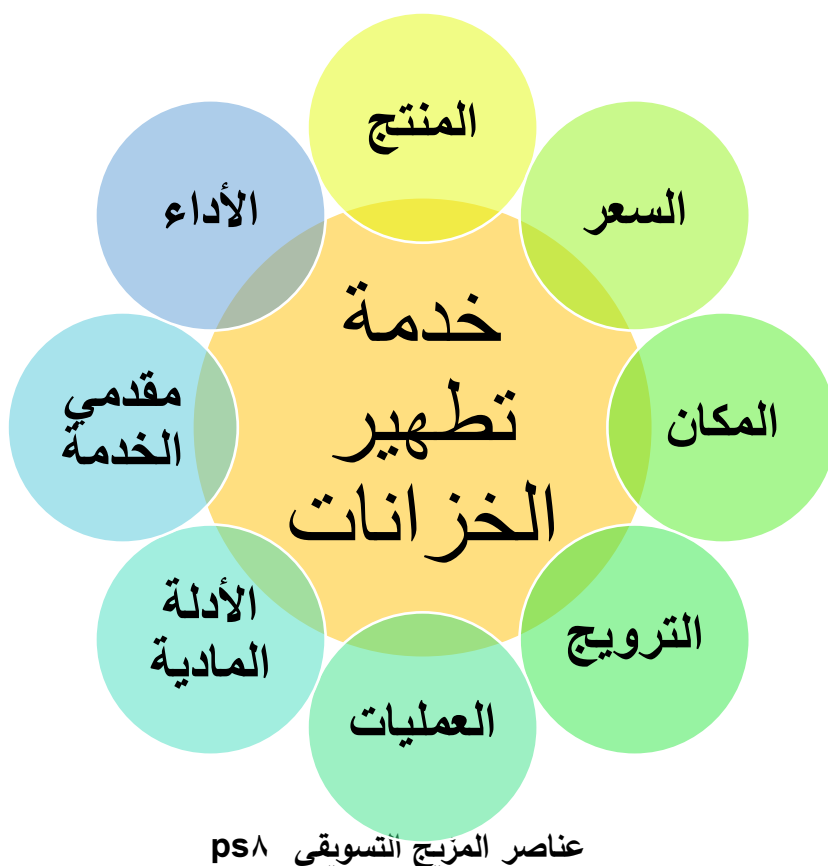 المنتج
السعر
المكان
الترويج
العمليات
الأدلة
المادية
مقدمي
الخدمة
الأداء
خدمة
تطهير
الخزانات
عناصر المزيج التسويقي ps٨